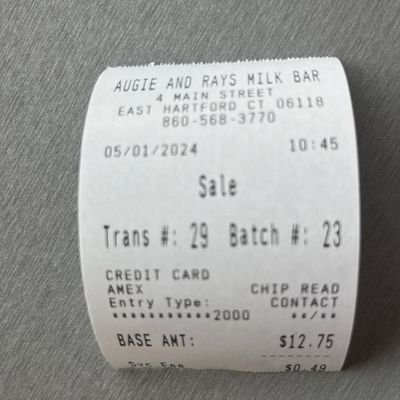 AUGIE AND RAYS MILK BAR
4 MAIN STREET
EAST HARTFORD CT 06118
860-568-3770
05/01/2024 10:45
Sale
Trans #: 29 Batch #: 23
CREDIT CARD
AMEX CHIP READ
Entry Type: CONTACT
***********2000 **/**
BASE AMT: $12.75
Svc Fee $0.49